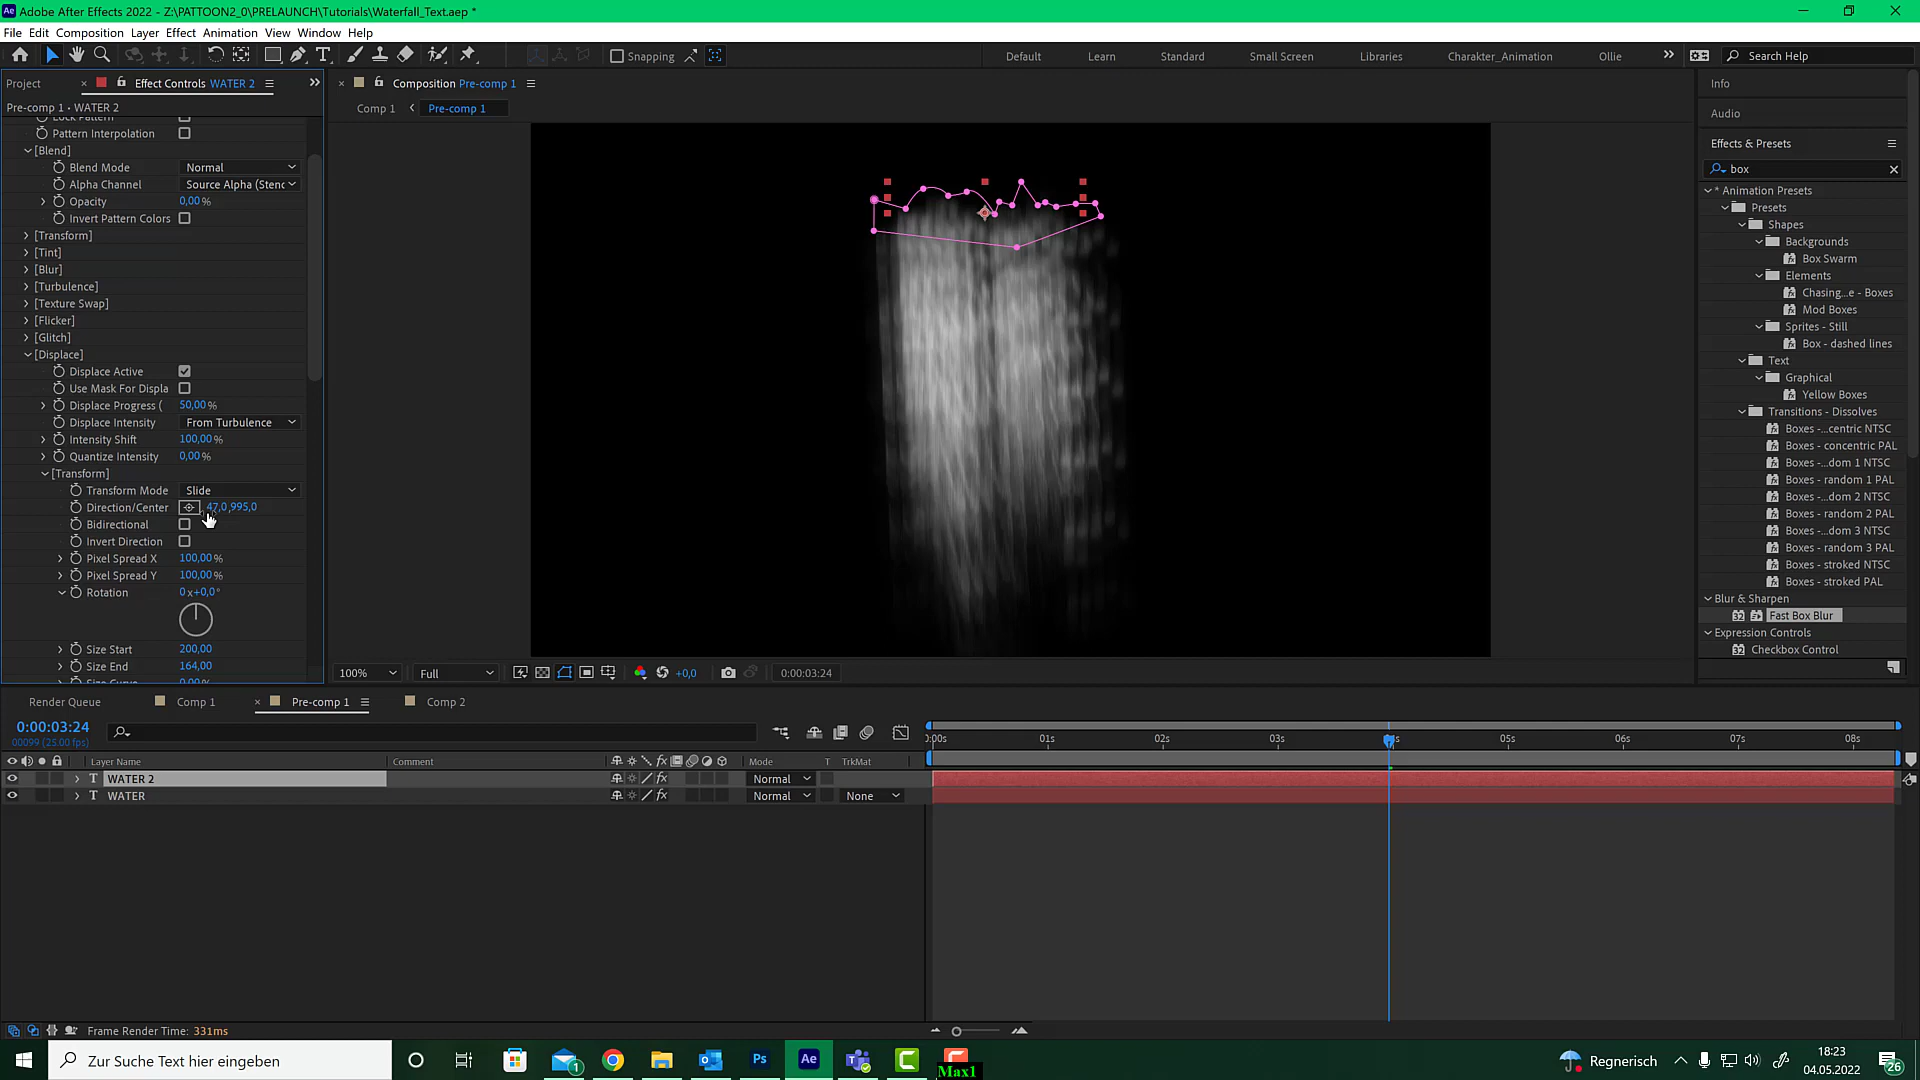 Adobe After Effects 2022 - Z:\PATTOON2_0\PRELAUNCH\Tutorials\Waterfall_Text.aep *
File Edit Composition Layer Effect Animation View Window Help
Snapping
Default Learn Standard Small Screen Libraries Charakter_Animation Ollie
Search Help
Project
Effect Controls WATER 2
Composition Pre-comp 1
Info
Pre-comp 1 • WATER 2
Comp 1 Pre-comp 1
Audio
Lock Pattern
Pattern Interpolation
[Blend]
Blend Mode Normal
Alpha Channel Source Alpha (Stenc
Opacity 0,00 %
Invert Pattern Colors
[Transform]
[Tint]
[Blur]
[Turbulence]
[Texture Swap]
[Flicker]
[Glitch]
[Displace]
Displace Active
Use Mask For Displa
Displace Progress ( 50,00 %
Displace Intensity From Turbulence
Intensity Shift 100,00 %
Quantize Intensity 0,00 %
[Transform]
Transform Mode Slide
Direction/Center 47,0,995,0
Bidirectional
Invert Direction
Pixel Spread X 100,00 %
Pixel Spread Y 100,00 %
Rotation 0 x+0,0°
Size Start 200,00
Size End 164,00
Effects & Presets
box
* Animation Presets
Presets
Shapes
Backgrounds
Box Swarm
Elements
Chasing...e - Boxes
Mod Boxes
Sprites - Still
Box - dashed lines
Text
Graphical
Yellow Boxes
Transitions - Dissolves
Boxes -...centric NTSC
Boxes - concentric PAL
Boxes -...dom 1 NTSC
Boxes - random 1 PAL
Boxes -...dom 2 NTSC
Boxes - random 2 PAL
Boxes -...dom 3 NTSC
Boxes - random 3 PAL
Boxes - stroked NTSC
Boxes - stroked PAL
Blur & Sharpen
Fast Box Blur
Expression Controls
Checkbox Control
100% Full +0,0 0:00:03:24
Render Queue Comp 1 Pre-comp 1 Comp 2
0:00:03:24
00099 (25.00 fps)
:00s 01s 02s 03s 05s 06s 07s 08s
Layer Name Comment Mode T TrkMat
T WATER 2 Normal
T WATER Normal None
Frame Render Time: 331ms
Zur Suche Text hier eingeben
1
Ps
Ae
Max1
Regnerisch
18:23
04.05.2022
26